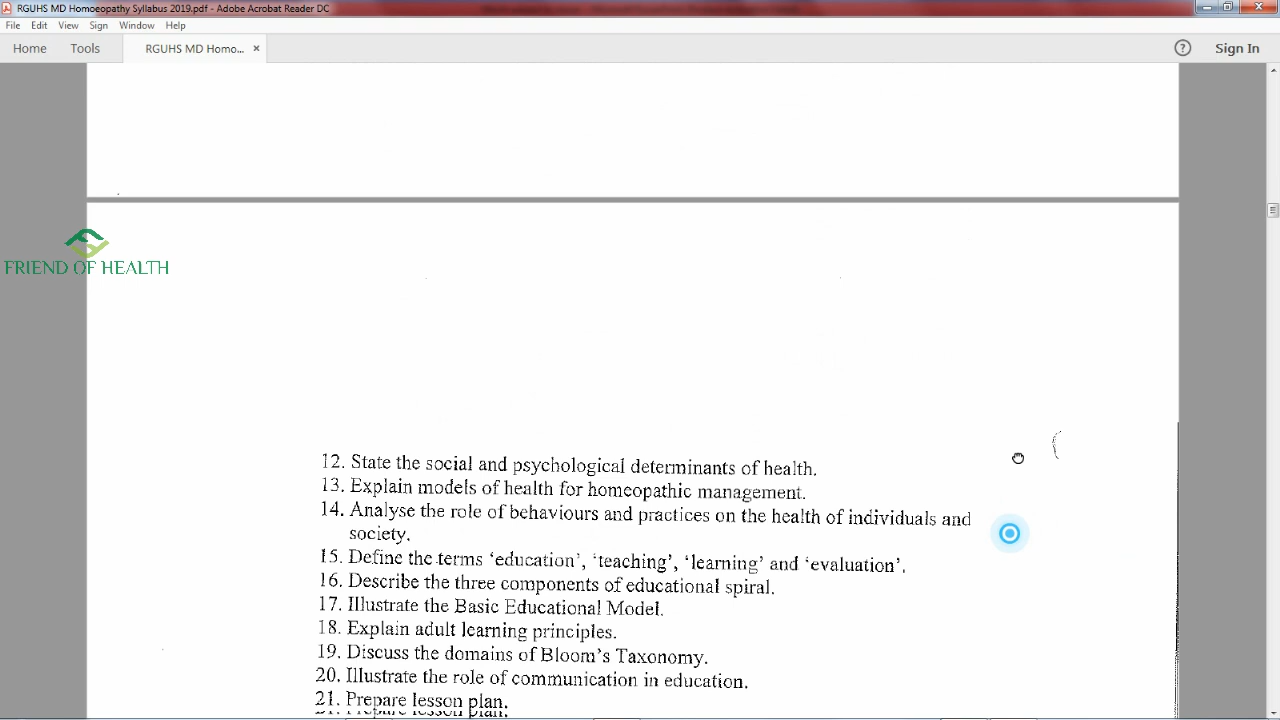 RGUHS MD Homoeopathy Syllabus 2019.pdf - Adobe Acrobat Reader DC
File Edit View Sign Window Help
Home Tools RGUHS MD Homo... × ? Sign In
FRIEND OF HEALTH
12. State the social and psychological determinants of health.
13. Explain models of health for homeopathic management.
14. Analyse the role of behaviours and practices on the health of individuals and
society.
15. Define the terms ‘education’, ‘teaching’, ‘learning’ and ‘evaluation’.
16. Describe the three components of educational spiral.
17. Illustrate the Basic Educational Model.
18. Explain adult learning principles.
19. Discuss the domains of Bloom’s Taxonomy.
20. Illustrate the role of communication in education.
21. Prepare lesson plan.